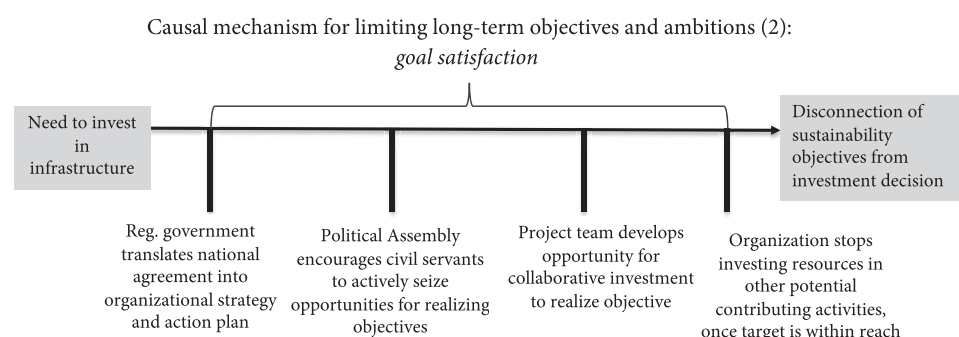 Causal mechanism for limiting long-term objectives and ambitions (2):
goal satisfaction
Need to invest
in
infrastructure
Disconnection of
sustainability
objectives from
investment decision
Reg. government
translates national
agreement into
organizational strategy
and action plan
Political Assembly
encourages civil servants
to actively seize
opportunities for realizing
objectives
Project team develops
opportunity for
collaborative investment
to realize objective
Organization stops
investing resources in
other potential
contributing activities,
once target is within reach